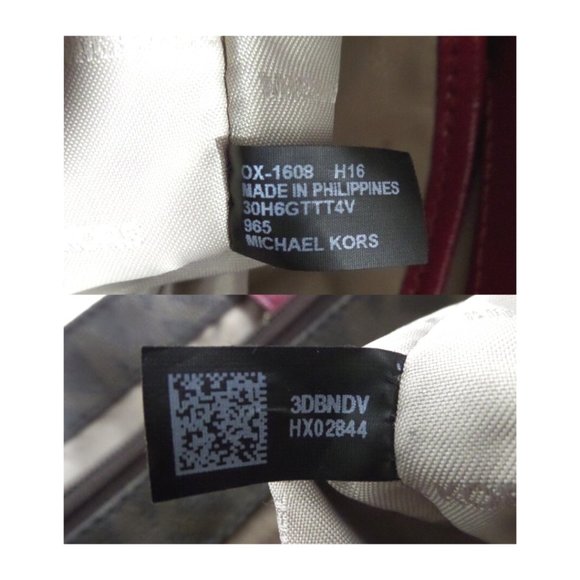 OX-1608 H16
MADE IN PHILIPPINES
30H6GTTT4V
965
MICHAEL KORS
3DBNDV
HX02844